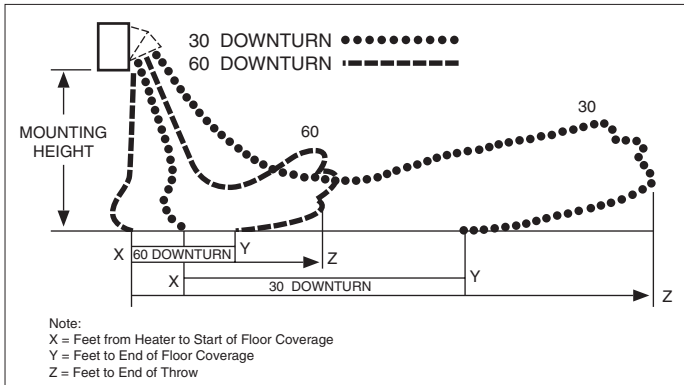 30 DOWNTURN
60 DOWNTURN
MOUNTING
HEIGHT
60
30
X
60 DOWNTURN
Y
Z
X
30 DOWNTURN
Y
Z
Note:
X = Feet from Heater to Start of Floor Coverage
Y = Feet to End of Floor Coverage
Z = Feet to End of Throw